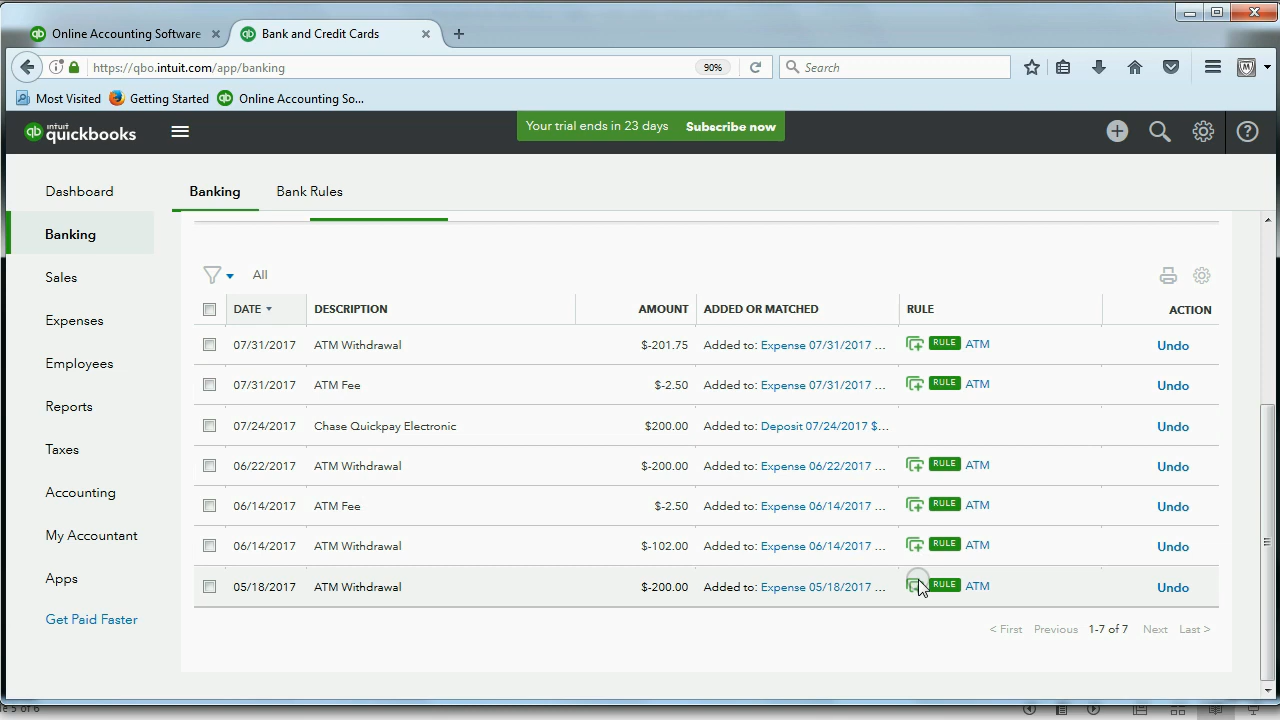 Online Accounting Software
Bank and Credit Cards
https://qbo.intuit.com/app/banking
90%
Search
Most Visited
Getting Started
Online Accounting So...
qb intuit quickbooks
Your trial ends in 23 days Subscribe now
Dashboard
Banking
Sales
Expenses
Employees
Reports
Taxes
Accounting
My Accountant
Apps
Get Paid Faster
Banking Bank Rules
All
DATE DESCRIPTION AMOUNT ADDED OR MATCHED RULE ACTION
07/31/2017 ATM Withdrawal $-201.75 Added to: Expense 07/31/2017 ... RULE ATM Undo
07/31/2017 ATM Fee $-2.50 Added to: Expense 07/31/2017 ... RULE ATM Undo
07/24/2017 Chase Quickpay Electronic $200.00 Added to: Deposit 07/24/2017 $... Undo
06/22/2017 ATM Withdrawal $-200.00 Added to: Expense 06/22/2017 ... RULE ATM Undo
06/14/2017 ATM Fee $-2.50 Added to: Expense 06/14/2017 ... RULE ATM Undo
06/14/2017 ATM Withdrawal $-102.00 Added to: Expense 06/14/2017 ... RULE ATM Undo
05/18/2017 ATM Withdrawal $-200.00 Added to: Expense 05/18/2017 ... RULE ATM Undo
< First Previous 1-7 of 7 Next Last >